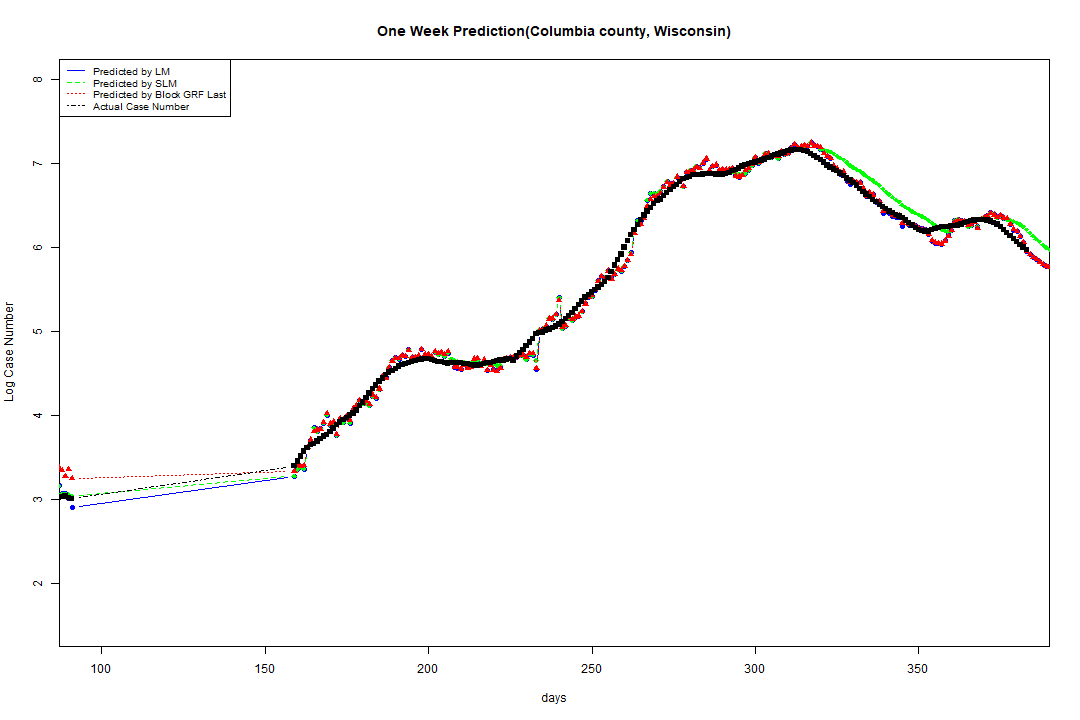 One Week Prediction(Columbia county, Wisconsin)
Predicted by LM
Predicted by SLM
Predicted by Block GRF Last
Actual Case Number
8
7
6
5
4
3
2
Log Case Number
100 150 200 250 300 350
days